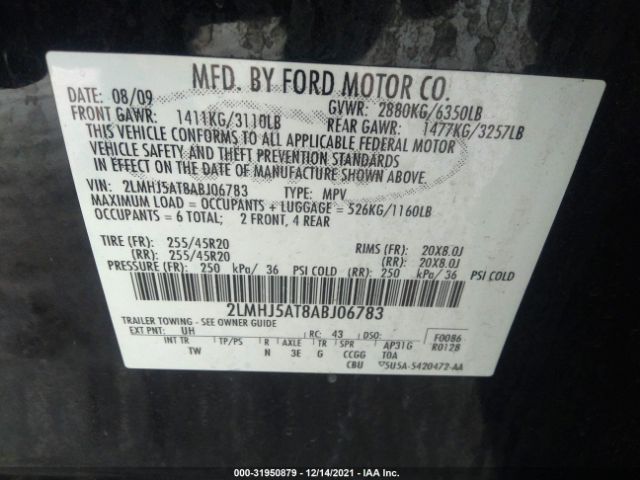 MFD. BY FORD MOTOR CO.
DATE: 08/09 GVWR: 2880KG/6350LB
FRONT GAWR: 1411KG/3110LB REAR GAWR: 1477KG/3257LB
THIS VEHICLE CONFORMS TO ALL APPLICABLE FEDERAL MOTOR
VEHICLE SAFETY AND THEFT PREVENTION STANDARDS
IN EFFECT ON THE DATE OF MANUFACTURE SHOWN ABOVE.
VIN: 2LMHJ5AT8ABJ06783 TYPE: MPV
MAXIMUM LOAD = OCCUPANTS + LUGGAGE = 526KG/1160LB
OCCUPANTS = 6 TOTAL; 2 FRONT, 4 REAR
TIRE (FR): 255/45R20 RIMS (FR): 20X8.0J
(RR): 255/45R20 (RR): 20X8.0J
PRESSURE (FR): 250 kPa/ 36 PSI COLD (RR): 250 kPa/ 36 PSI COLD
2LMHJ5AT8ABJ06783
TRAILER TOWING - SEE OWNER GUIDE
EXT PNT: UH RC: 43 DSO: F0086
INT TR TP/PS R AXLE TR SPR AP31G R0128
TW N 3E G CCGG T0A
CBU 5U5A-5420472-AA
000-31950879 - 12/14/2021 - IAA Inc.